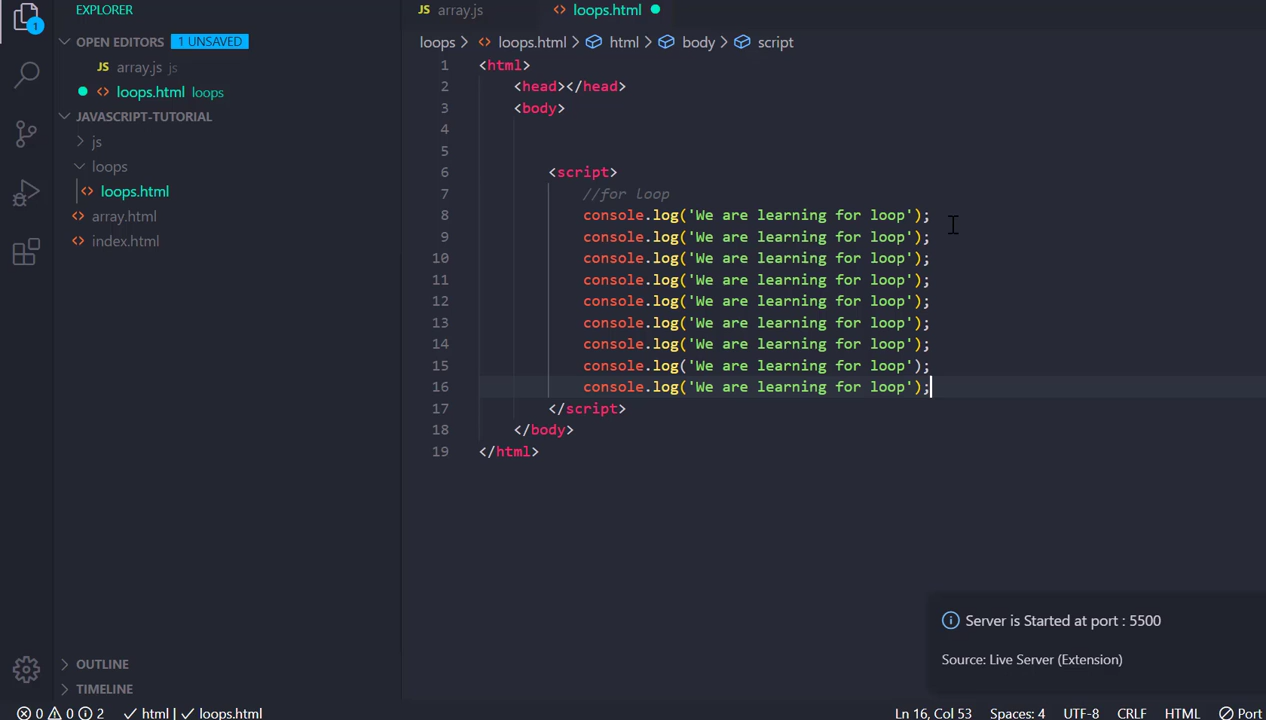 EXPLORER
1
OPEN EDITORS 1 UNSAVED
JS array.js js
loops.html loops
JAVASCRIPT-TUTORIAL
js
loops
loops.html
array.html
index.html
OUTLINE
TIMELINE
JS array.js
loops.html
loops > loops.html > html > body > script
1 <html>
2 <head></head>
3 <body>
4
5
6 <script>
7 //for loop
8 console.log('We are learning for loop');
9 console.log('We are learning for loop');
10 console.log('We are learning for loop');
11 console.log('We are learning for loop');
12 console.log('We are learning for loop');
13 console.log('We are learning for loop');
14 console.log('We are learning for loop');
15 console.log('We are learning for loop');
16 console.log('We are learning for loop');
17 </script>
18 </body>
19 </html>
Server is Started at port : 5500
Source: Live Server (Extension)
0 0 2 ✓ html | ✓ loops.html
Ln 16, Col 53 Spaces: 4 UTF-8 CRLF HTML Port